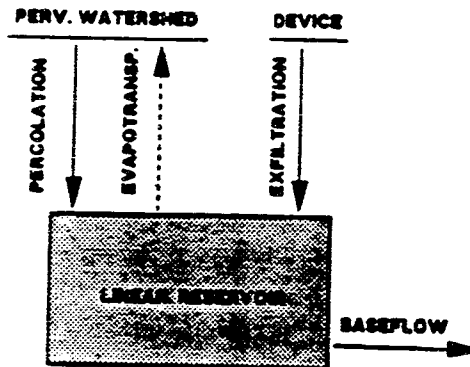 PERV. WATERSHED
DEVICE
PERCOLATION
EVAPOTRANSP.
EXFILTRATION
LINEAR RESERVOIR
BASEFLOW